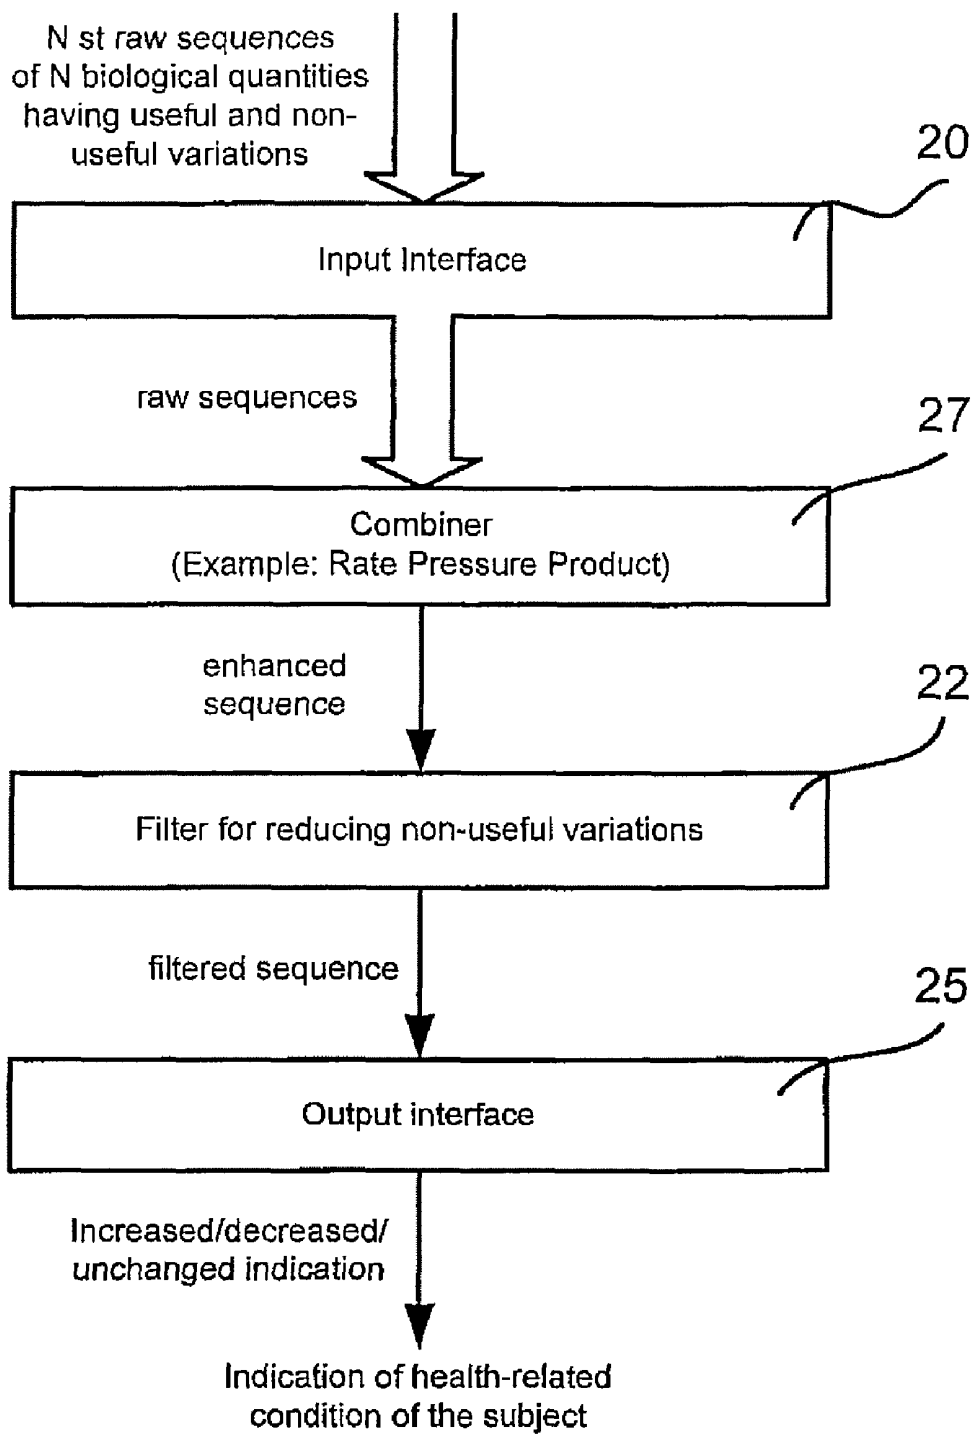 N st raw sequences
of N biological quantities
having useful and non-
useful variations
20
Input Interface
raw sequences
27
Combiner
(Example: Rate Pressure Product)
enhanced
sequence
22
Filter for reducing non-useful variations
filtered sequence
25
Output interface
Increased/decreased/
unchanged indication
Indication of health-related
condition of the subject